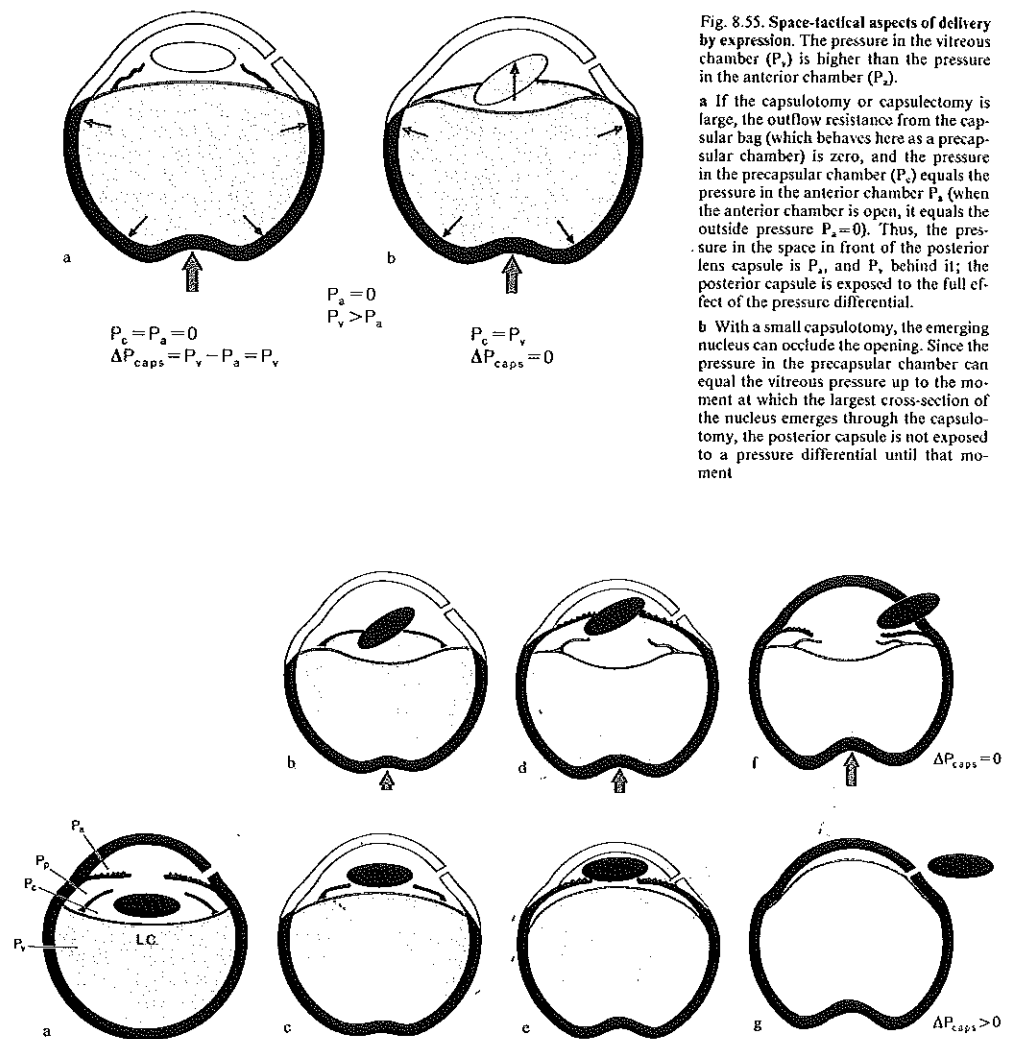 Fig. 8.55. Space-tactical aspects of delivery
by expression. The pressure in the vitreous
chamber (Pᵥ) is higher than the pressure
in the anterior chamber (Pₐ).
a If the capsulotomy or capsulectomy is
large, the outflow resistance from the cap-
sular bag (which behaves here as a precap-
sular chamber) is zero, and the pressure
in the precapsular chamber (P_c) equals the
pressure in the anterior chamber Pₐ (when
the anterior chamber is open, it equals the
outside pressure Pₐ=0). Thus, the pres-
sure in the space in front of the posterior
lens capsule is Pₐ, and Pᵥ behind it; the
posterior capsule is exposed to the full ef-
fect of the pressure differential.
b With a small capsulotomy, the emerging
nucleus can occlude the opening. Since the
pressure in the precapsular chamber can
equal the vitreous pressure up to the mo-
ment at which the largest cross-section of
the nucleus emerges through the capsulo-
tomy, the posterior capsule is not exposed
to a pressure differential until that mo-
ment
a
b
Pₐ=0
Pᵥ>Pₐ
P_c=Pₐ=0
ΔP_caps=Pᵥ−Pₐ=Pᵥ
P_c=Pᵥ
ΔP_caps=0
b
d
f
ΔP_caps=0
Pₐ
Pₚ
P_c
Pᵥ
L.C.
a
c
e
g
ΔP_caps>0